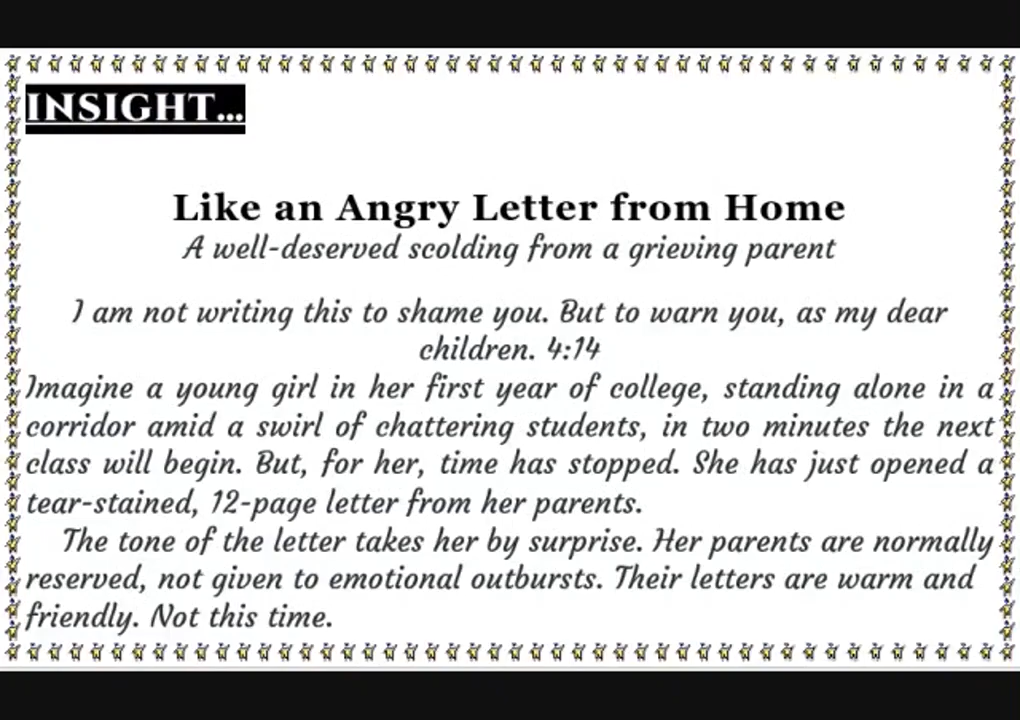 INSIGHT...
Like an Angry Letter from Home
A well-deserved scolding from a grieving parent
I am not writing this to shame you. But to warn you, as my dear
children. 4:14
Imagine a young girl in her first year of college, standing alone in a
corridor amid a swirl of chattering students, in two minutes the next
class will begin. But, for her, time has stopped. She has just opened a
tear-stained, 12-page letter from her parents.
The tone of the letter takes her by surprise. Her parents are normally
reserved, not given to emotional outbursts. Their letters are warm and
friendly. Not this time.